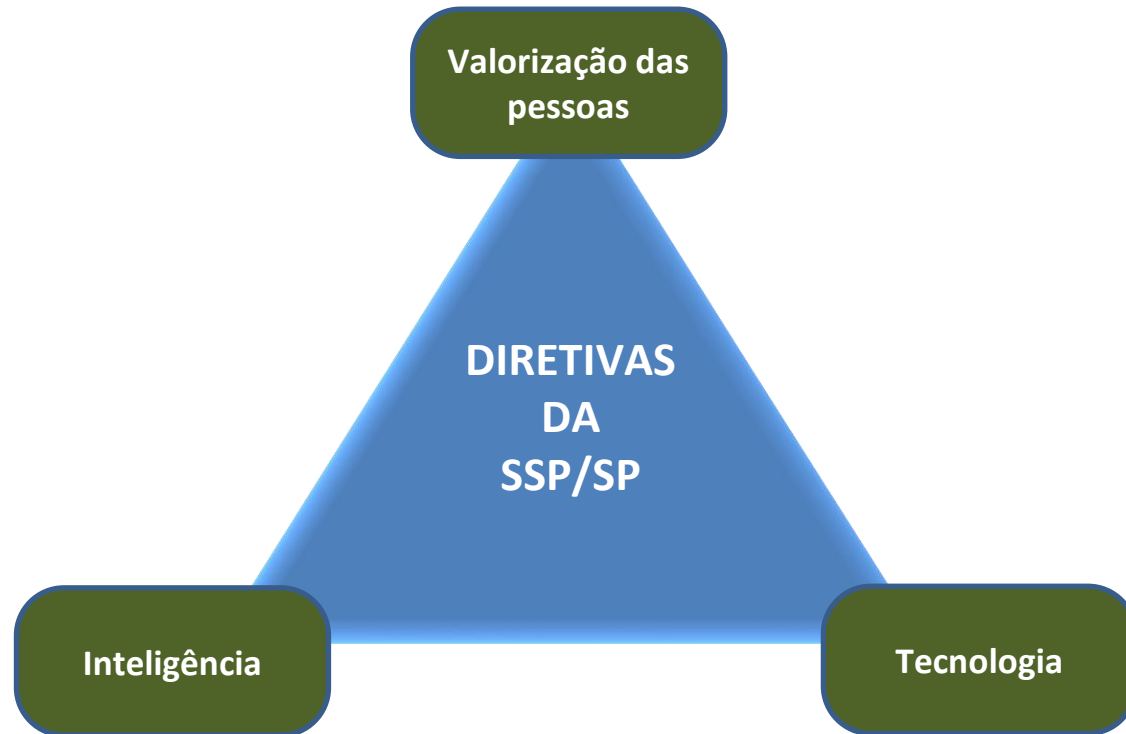 Valorização das
pessoas
DIRETIVAS
DA
SSP/SP
Inteligência
Tecnologia